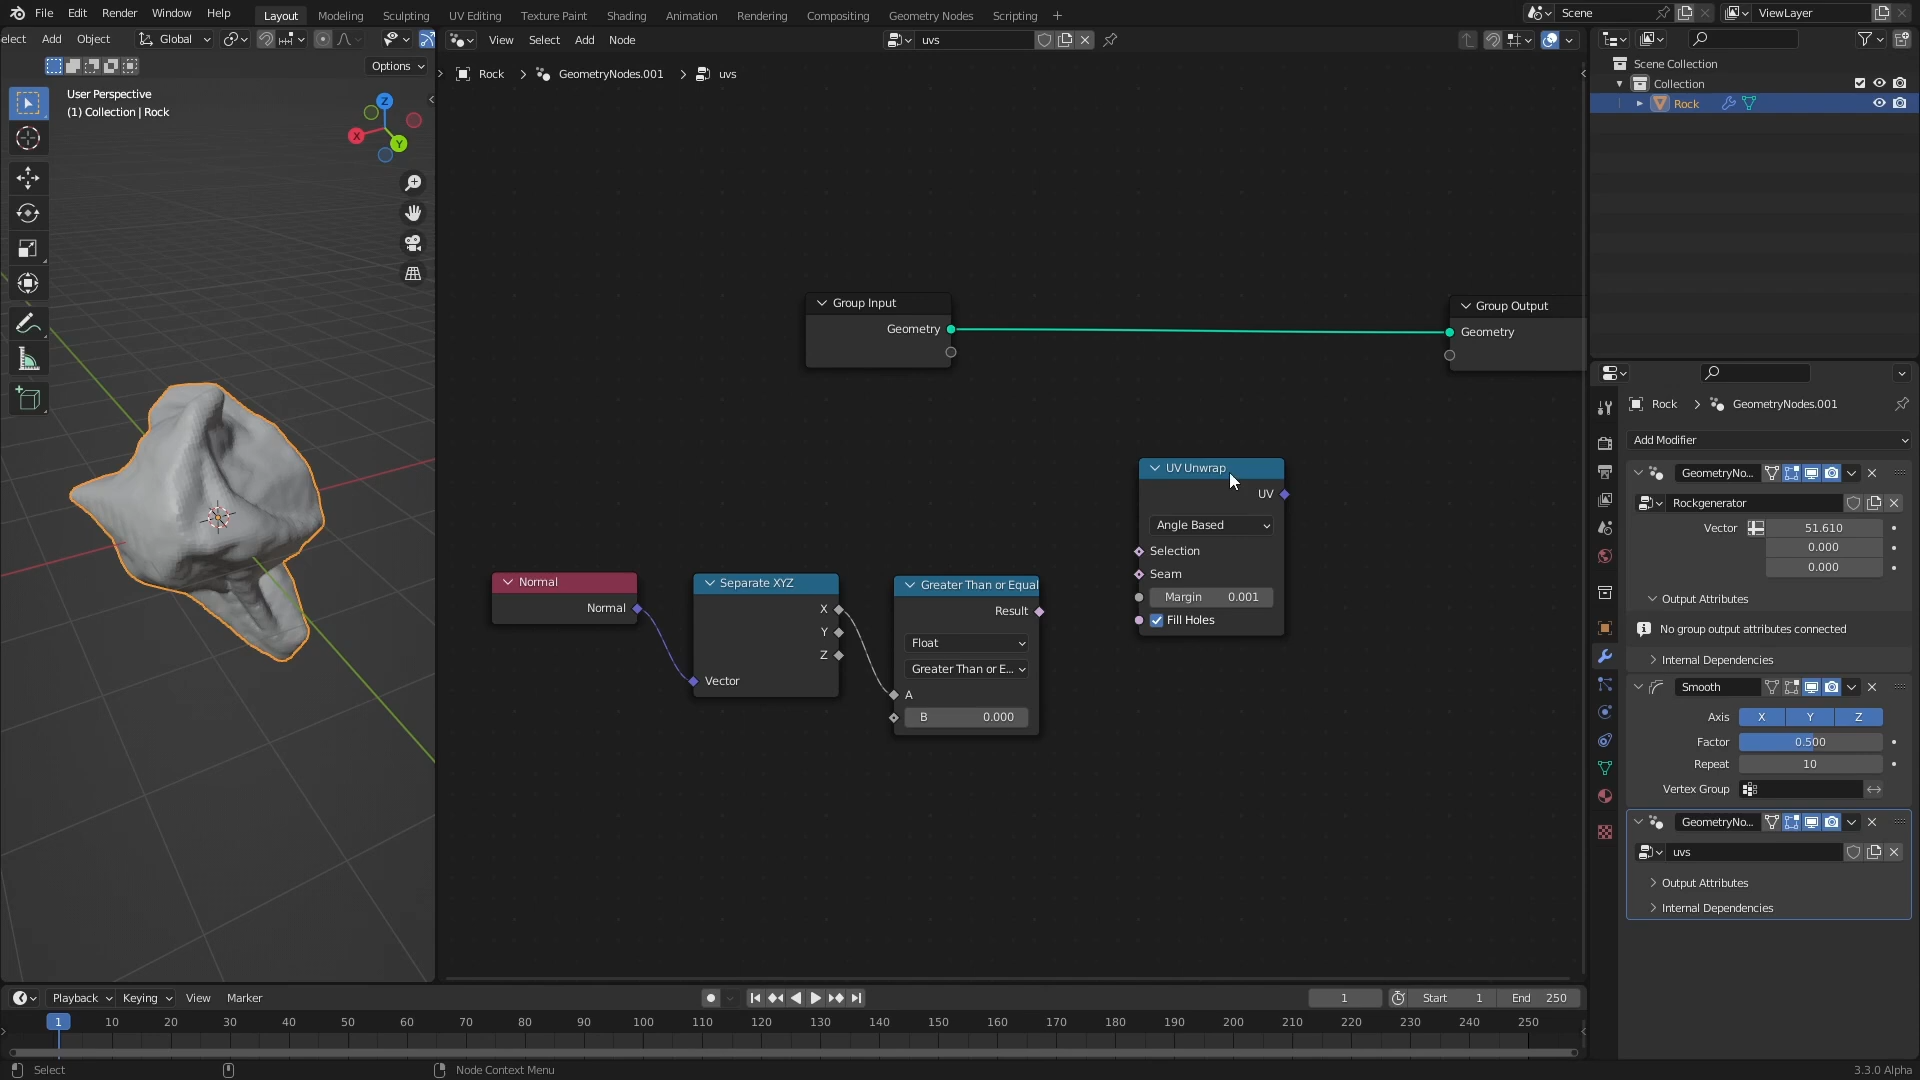 File Edit Render Window Help
Layout Modeling Sculpting UV Editing Texture Paint Shading Animation Rendering Compositing Geometry Nodes Scripting +
Scene
ViewLayer
elect Add Object
Global
View Select Add Node
uvs
Options
Rock > GeometryNodes.001 > uvs
User Perspective
(1) Collection | Rock
Z
X
Y
Scene Collection
Collection
Rock
Group Input
Geometry
Group Output
Geometry
UV Unwrap
UV
Angle Based
Selection
Seam
Margin 0.001
Fill Holes
Normal
Normal
Separate XYZ
X
Y
Z
Vector
Greater Than or Equal
Result
Float
Greater Than or E...
A
B 0.000
Rock > GeometryNodes.001
Add Modifier
GeometryNo...
Rockgenerator
Vector 51.610
0.000
0.000
Output Attributes
No group output attributes connected
Internal Dependencies
Smooth
Axis X Y Z
Factor 0.500
Repeat 10
Vertex Group
GeometryNo...
uvs
Output Attributes
Internal Dependencies
Playback Keying View Marker
1
Start 1
End 250
1 10 20 30 40 50 60 70 80 90 100 110 120 130 140 150 160 170 180 190 200 210 220 230 240 250
Select
Node Context Menu
3.3.0 Alpha